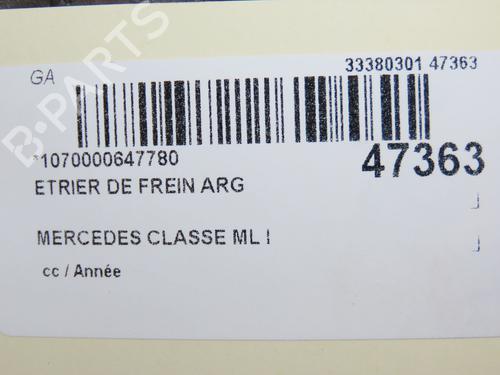 GA 33380301 47363
*1070000647780 47363
ETRIER DE FREIN ARG
MERCEDES CLASSE ML I
cc / Année
B-PARTS